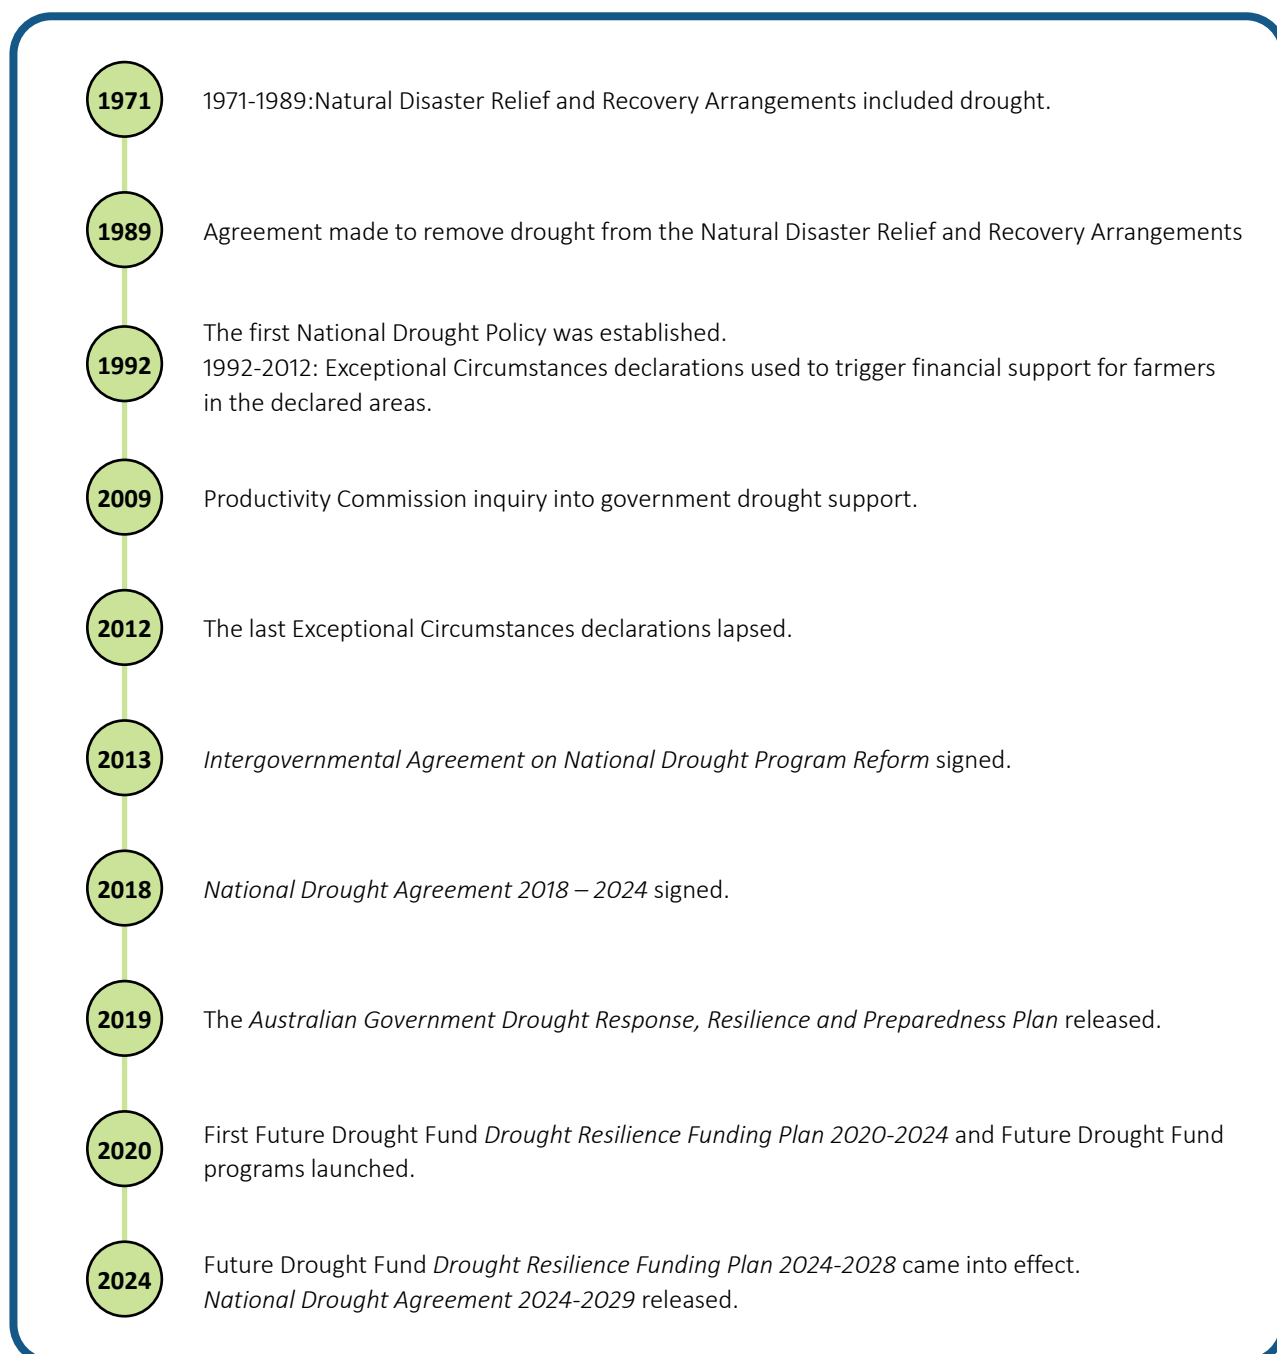 1971
1971-1989:Natural Disaster Relief and Recovery Arrangements included drought.
1989
Agreement made to remove drought from the Natural Disaster Relief and Recovery Arrangements
1992
The first National Drought Policy was established.
1992-2012: Exceptional Circumstances declarations used to trigger financial support for farmers
in the declared areas.
2009
Productivity Commission inquiry into government drought support.
2012
The last Exceptional Circumstances declarations lapsed.
2013
Intergovernmental Agreement on National Drought Program Reform signed.
2018
National Drought Agreement 2018 – 2024 signed.
2019
The Australian Government Drought Response, Resilience and Preparedness Plan released.
2020
First Future Drought Fund Drought Resilience Funding Plan 2020-2024 and Future Drought Fund
programs launched.
2024
Future Drought Fund Drought Resilience Funding Plan 2024-2028 came into effect.
National Drought Agreement 2024-2029 released.